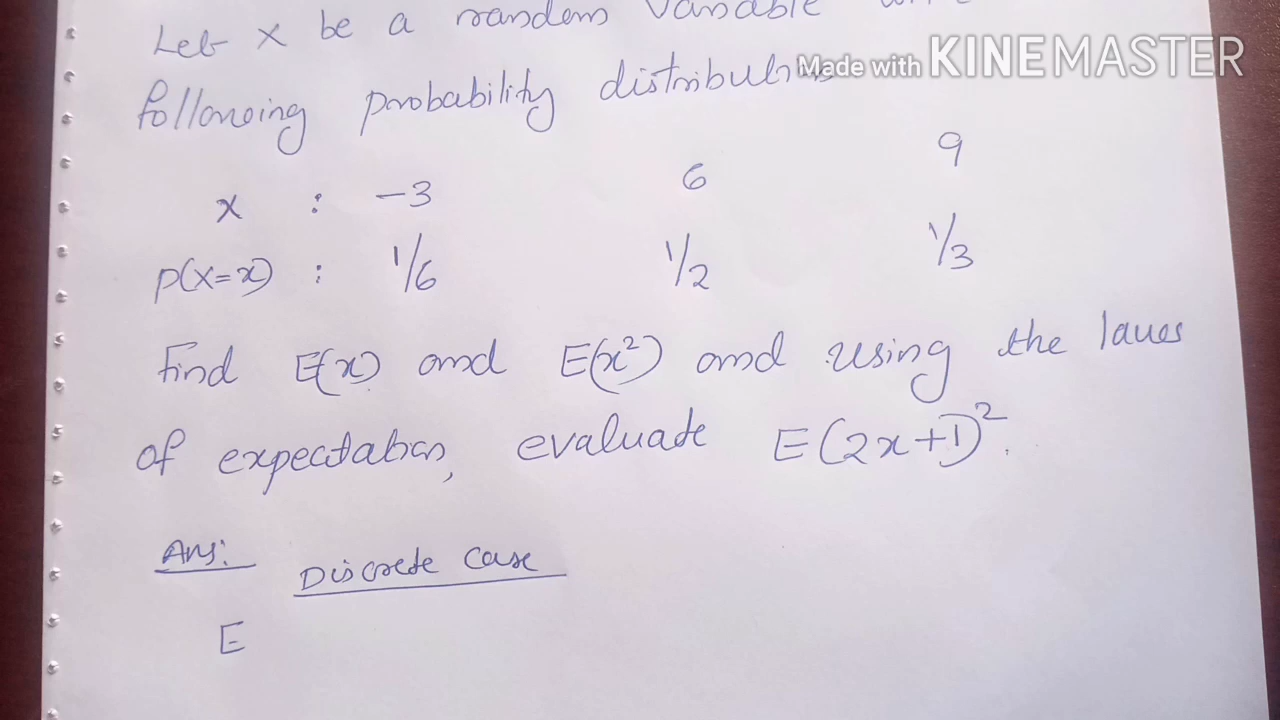 Let x be a random variable
Made with KINEMASTER
following probability distribution
x : -3 6 9
p(X=x) : 1/6 1/2 1/3
Find E(x) and E(x²) and using the laws
of expectation, evaluate E(2x+1)².
Ans: Discrete case
E